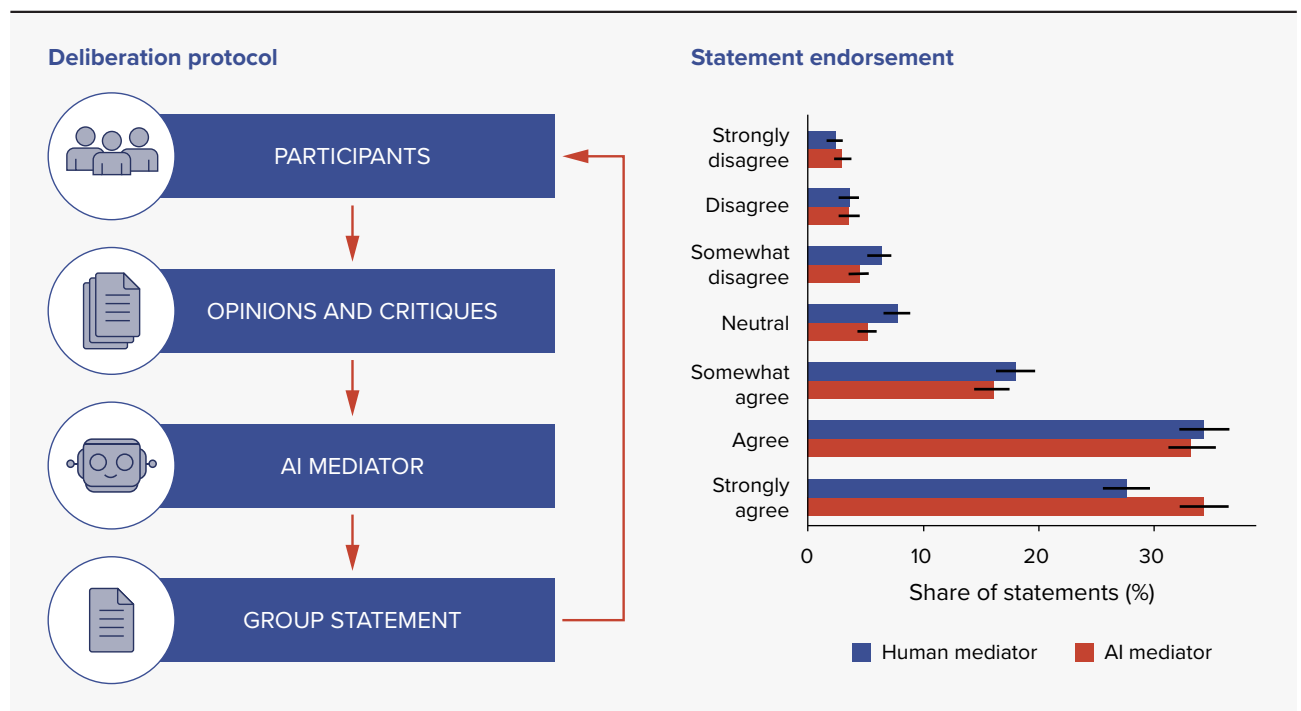 Deliberation protocol
PARTICIPANTS
OPINIONS AND CRITIQUES
AI MEDIATOR
GROUP STATEMENT
Statement endorsement
Strongly
disagree
Disagree
Somewhat
disagree
Neutral
Somewhat
agree
Agree
Strongly
agree
0 10 20 30
Share of statements (%)
Human mediator AI mediator